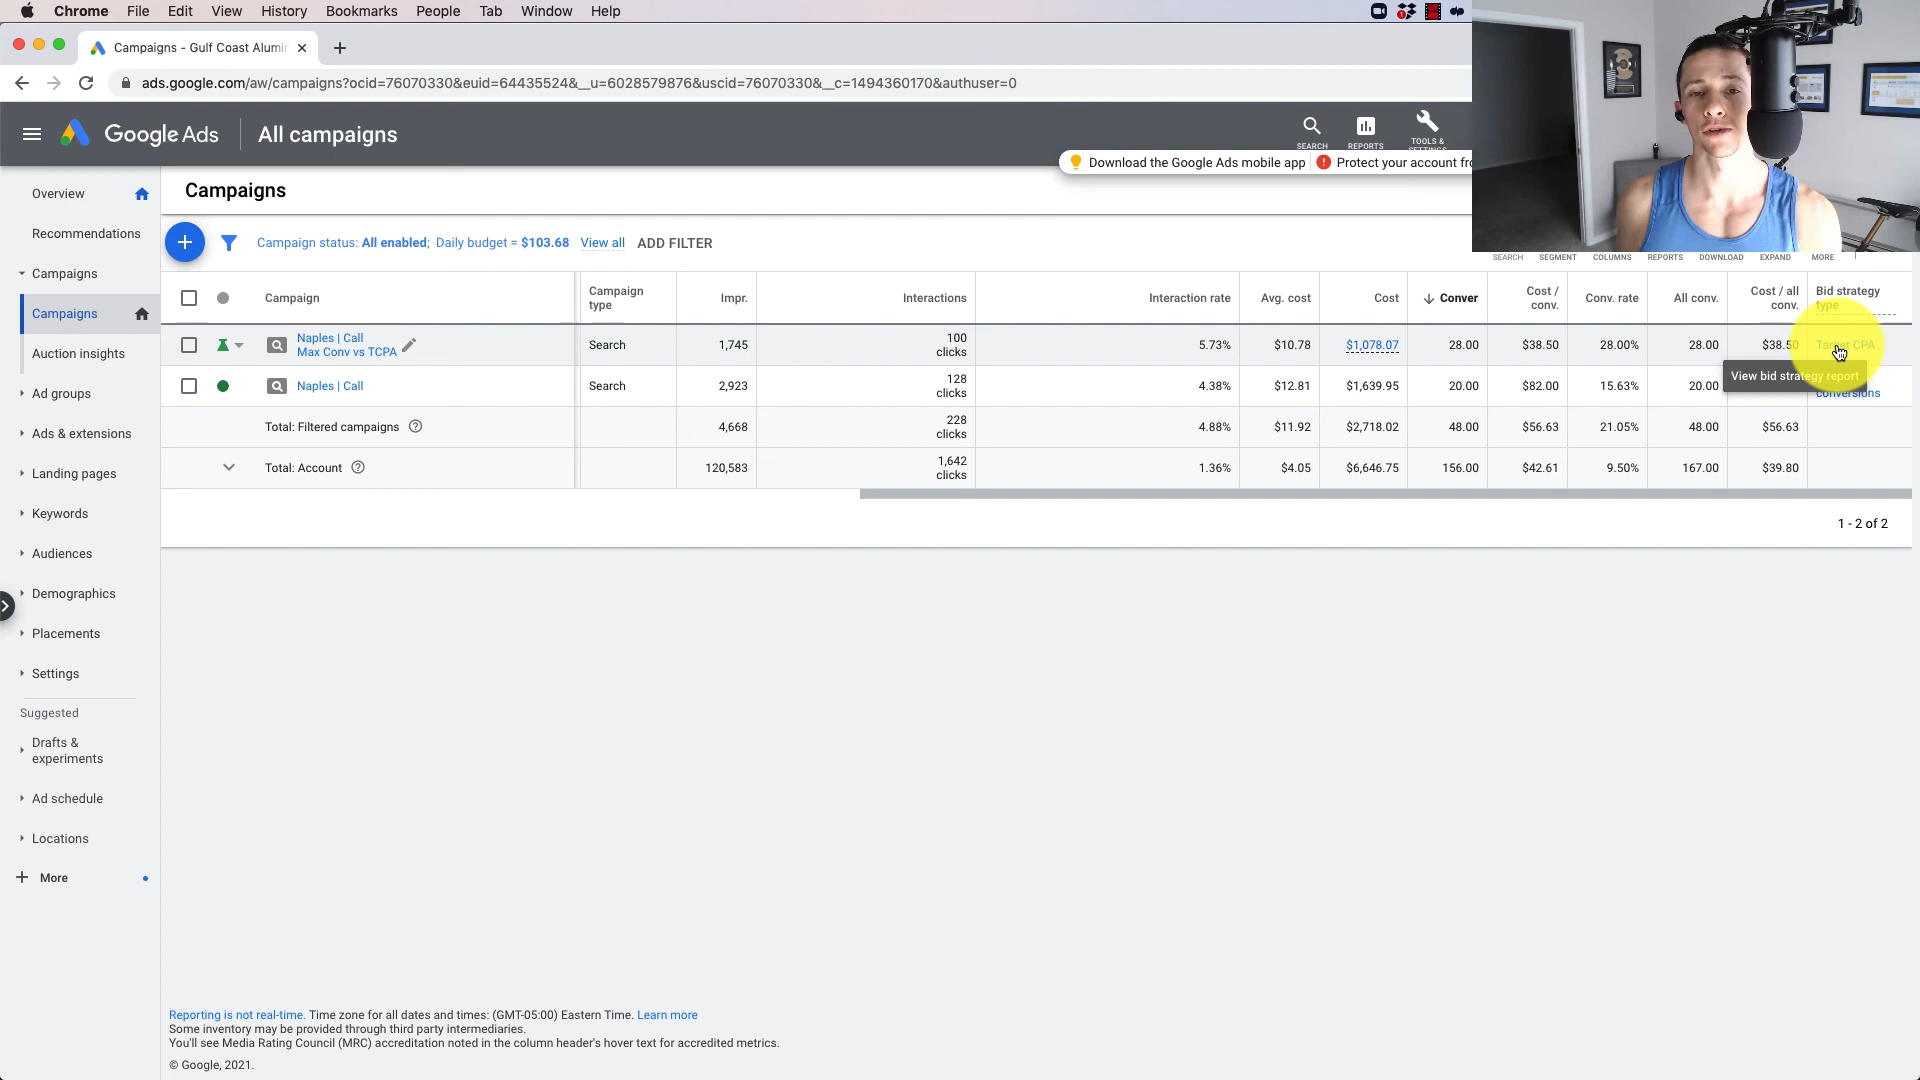 Chrome File Edit View History Bookmarks People Tab Window Help
Campaigns - Gulf Coast Alumi
ads.google.com/aw/campaigns?ocid=76070330&euid=64435524&__u=6028579876&uscid=76070330&__c=1494360170&authuser=0
Google Ads All campaigns
SEARCH REPORTS TOOLS &
Download the Google Ads mobile app Protect your account
Campaigns
Campaign status: All enabled; Daily budget = $103.68 View all ADD FILTER
SEARCH SEGMENT COLUMNS REPORTS DOWNLOAD EXPAND MORE
Overview
Recommendations
Campaigns
Campaigns
Auction insights
Ad groups
Ads & extensions
Landing pages
Keywords
Audiences
Demographics
Placements
Settings
Suggested
Drafts &
experiments
Ad schedule
Locations
More
Campaign Campaign type Impr. Interactions Interaction rate Avg. cost Cost Conver Cost / conv. Conv. rate All conv. Cost / all conv. Bid strategy type
Naples | Call Max Conv vs TCPA Search 1,745 100 clicks 5.73% $10.78 $1,078.07 28.00 $38.50 28.00% 28.00 $38.50 Target CPA
View bid strategy report
Naples | Call Search 2,923 128 clicks 4.38% $12.81 $1,639.95 20.00 $82.00 15.63% 20.00 conversions
Total: Filtered campaigns 4,668 228 clicks 4.88% $11.92 $2,718.02 48.00 $56.63 21.05% 48.00 $56.63
Total: Account 120,583 1,642 clicks 1.36% $4.05 $6,646.75 156.00 $42.61 9.50% 167.00 $39.80
1 - 2 of 2
Reporting is not real-time. Time zone for all dates and times: (GMT-05:00) Eastern Time. Learn more
Some inventory may be provided through third party intermediaries.
You'll see Media Rating Council (MRC) accreditation noted in the column header's hover text for accredited metrics.
© Google, 2021.